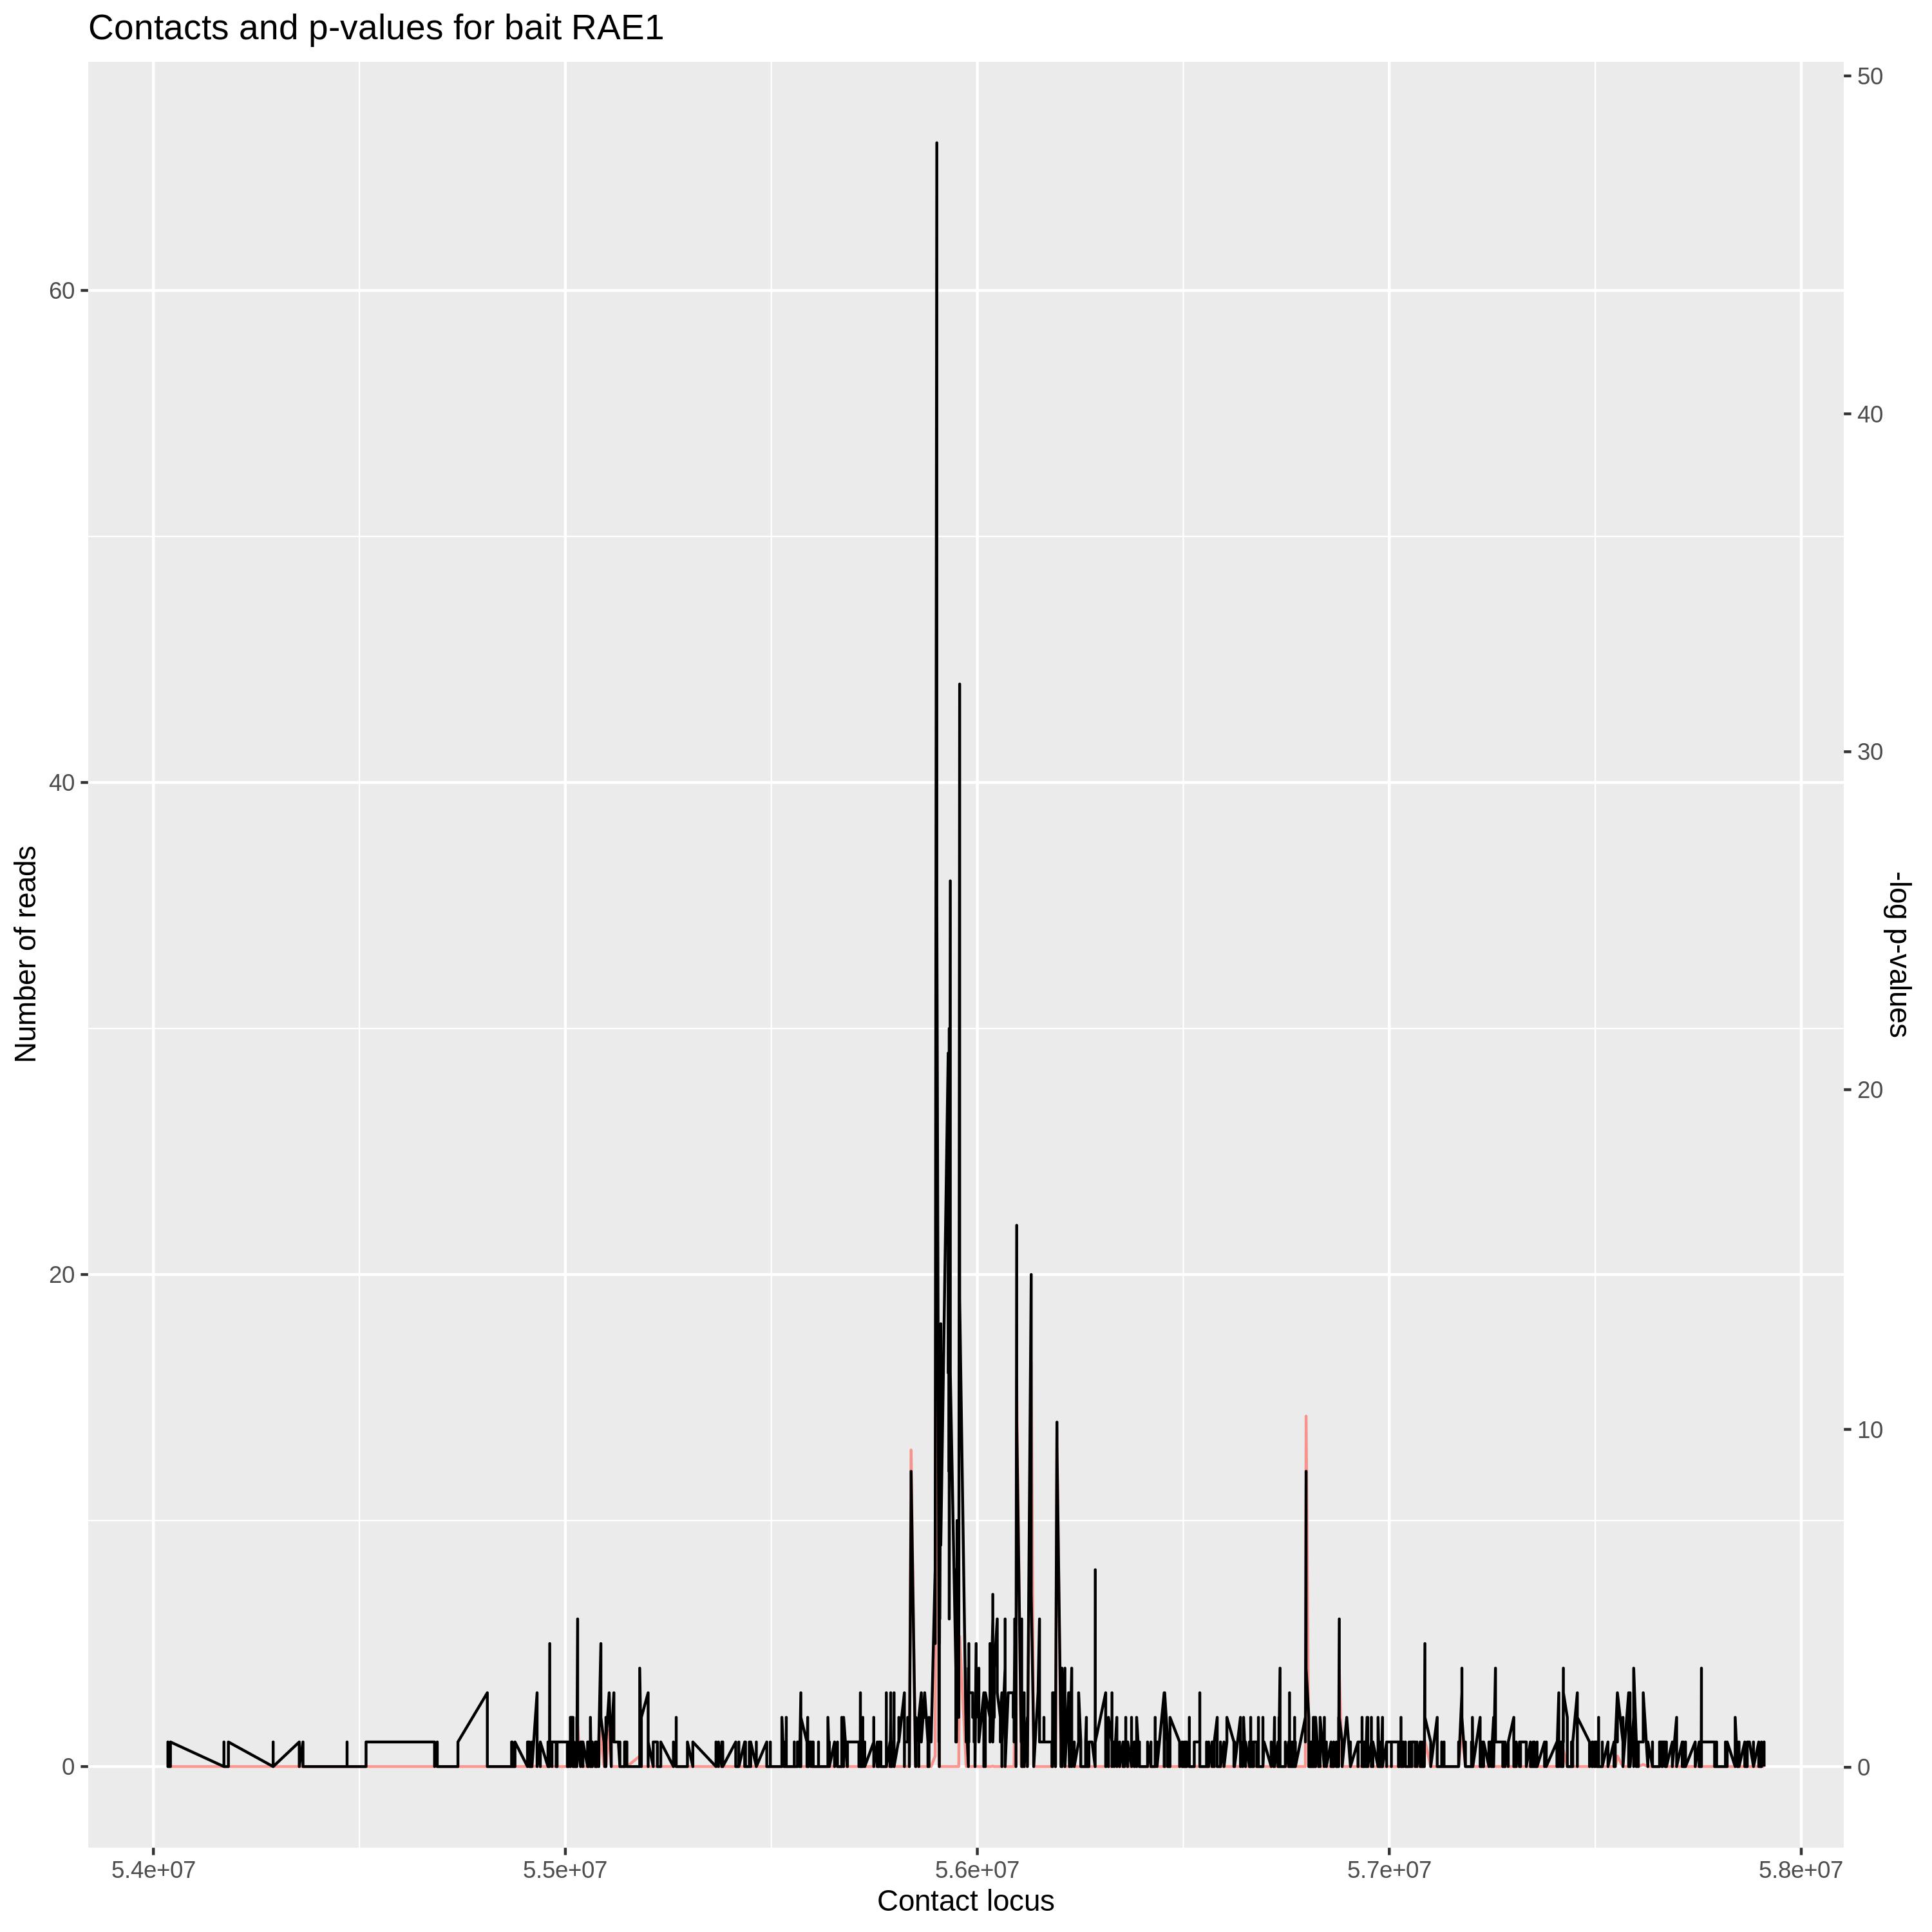 Contacts and p-values for bait RAE1
50
60
40
40
30
20
20
10
0
0
Number of reads
-log p-values
5.4e+07 5.5e+07 5.6e+07 5.7e+07 5.8e+07
Contact locus